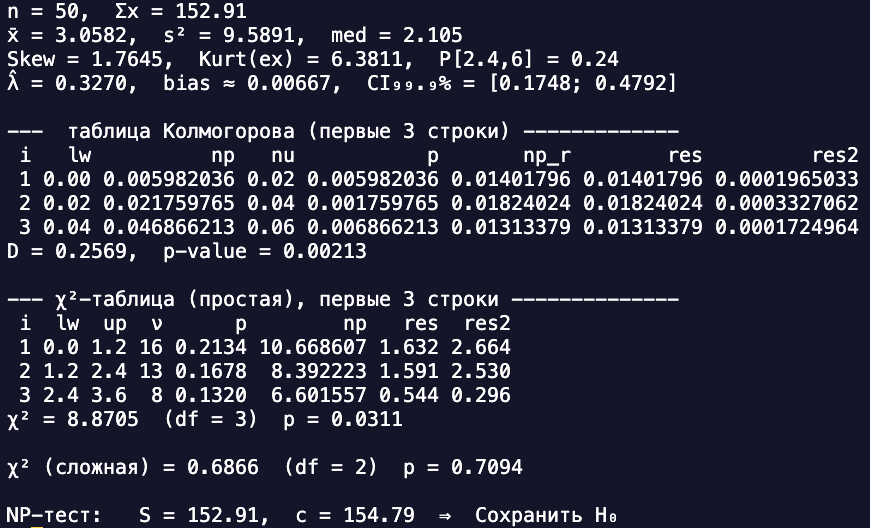 n = 50, Σx = 152.91
x̄ = 3.0582, s² = 9.5891, med = 2.105
Skew = 1.7645, Kurt(ex) = 6.3811, P[2.4,6] = 0.24
λ̂ = 0.3270, bias ≈ 0.00667, CI₉₉.₉% = [0.1748; 0.4792]
--- таблица Колмогорова (первые 3 строки) -------------
i lw np nu p np_r res res2
1 0.00 0.005982036 0.02 0.005982036 0.01401796 0.01401796 0.0001965033
2 0.02 0.021759765 0.04 0.001759765 0.01824024 0.01824024 0.0003327062
3 0.04 0.046866213 0.06 0.006866213 0.01313379 0.01313379 0.0001724964
D = 0.2569, p-value = 0.00213
--- χ²-таблица (простая), первые 3 строки --------------
i lw up ν p np res res2
1 0.0 1.2 16 0.2134 10.668607 1.632 2.664
2 1.2 2.4 13 0.1678 8.392223 1.591 2.530
3 2.4 3.6 8 0.1320 6.601557 0.544 0.296
χ² = 8.8705 (df = 3) p = 0.0311
χ² (сложная) = 0.6866 (df = 2) p = 0.7094
NP-тест: S = 152.91, c = 154.79 ⇒ Сохранить H₀